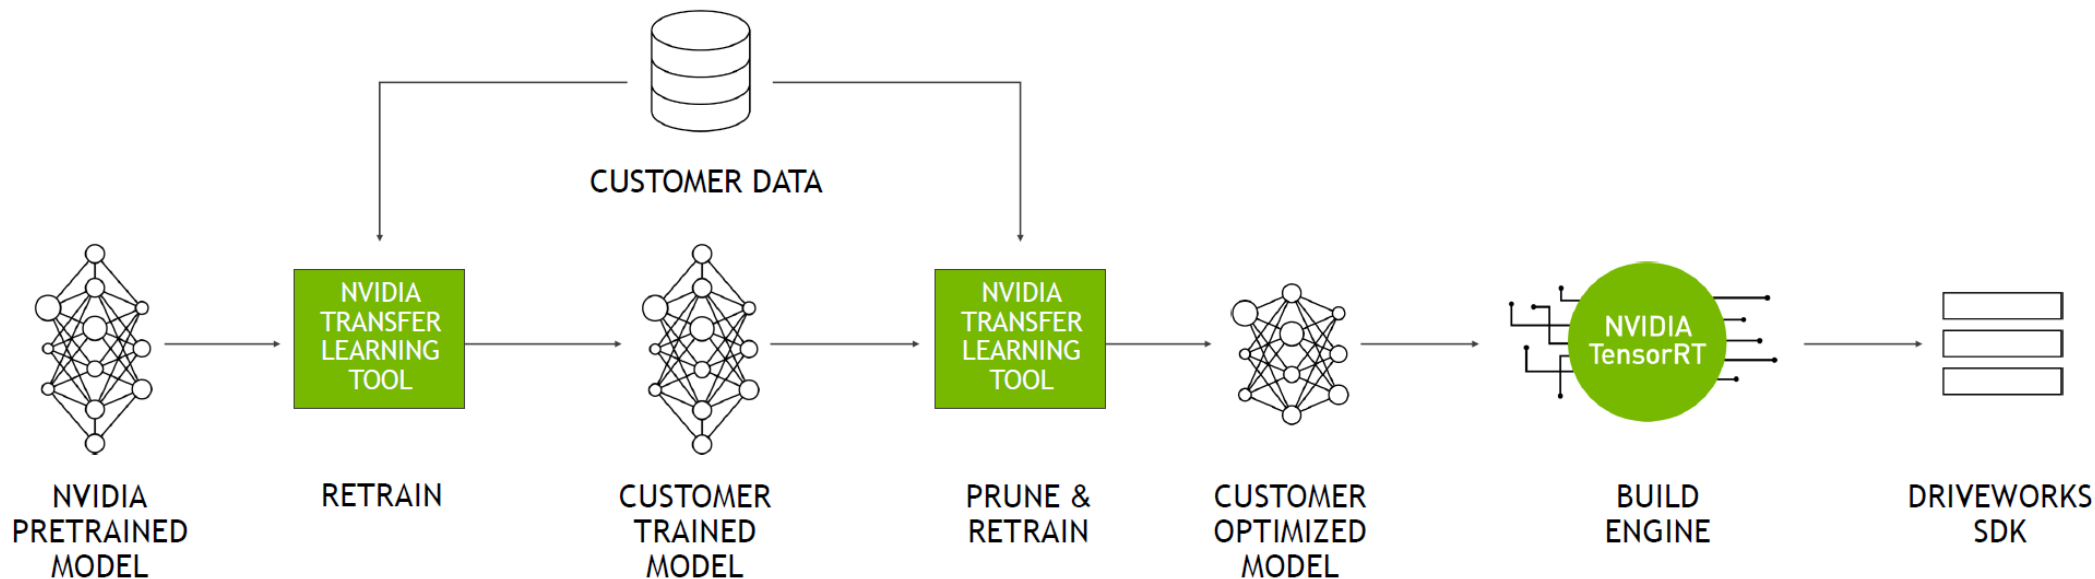 CUSTOMER DATA
NVIDIA
TRANSFER
LEARNING
TOOL
NVIDIA
TRANSFER
LEARNING
TOOL
NVIDIA
TensorRT
NVIDIA
PRETRAINED
MODEL
RETRAIN
CUSTOMER
TRAINED
MODEL
PRUNE &
RETRAIN
CUSTOMER
OPTIMIZED
MODEL
BUILD
ENGINE
DRIVEWORKS
SDK